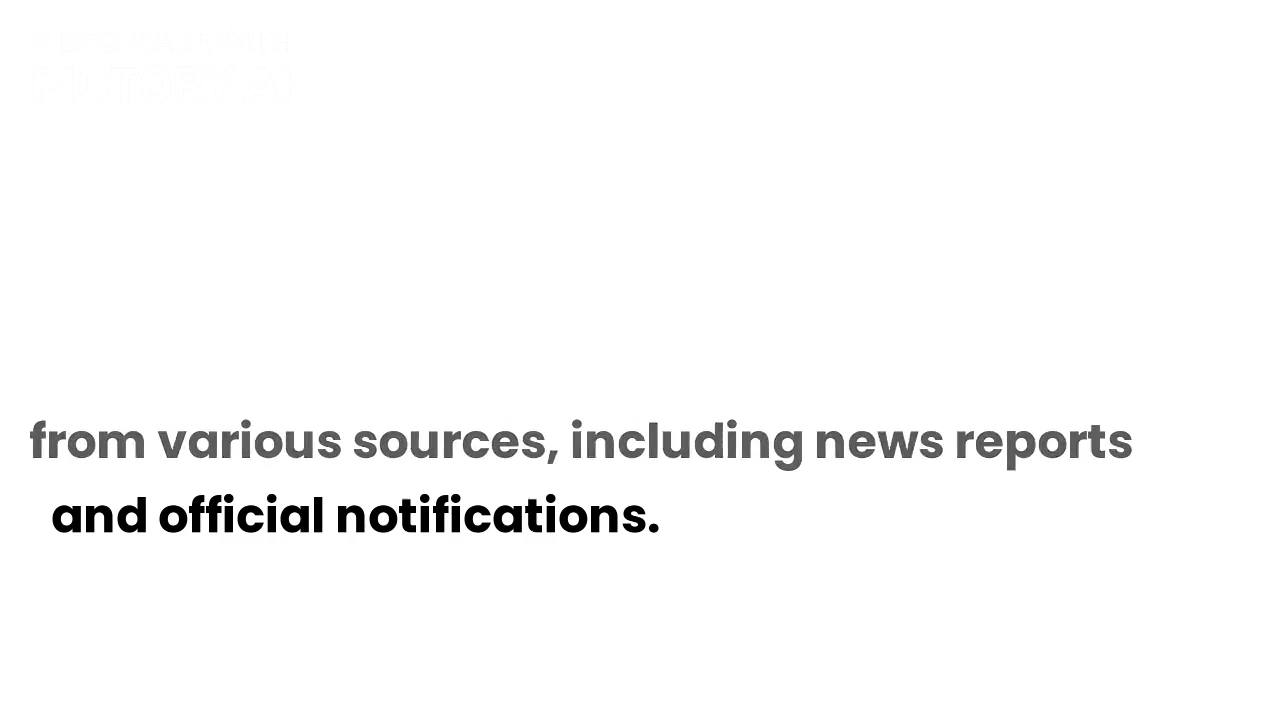 from various sources, including news reports
and official notifications.